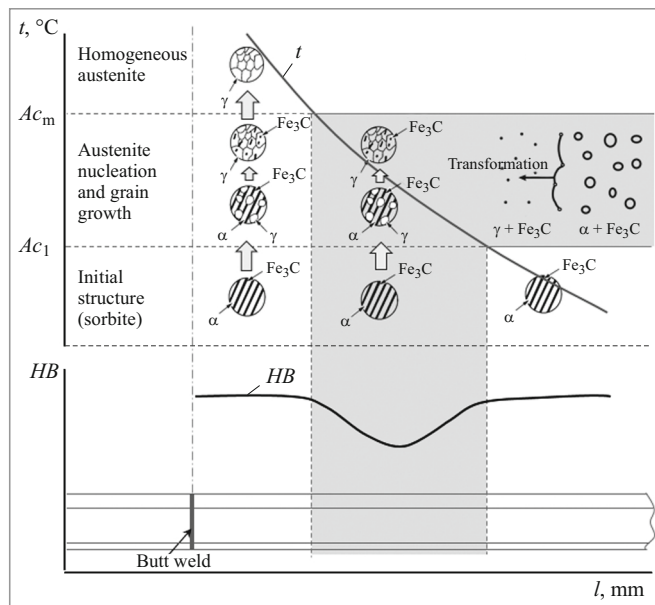 t, °C
Homogeneous
austenite
t
γ
Ac_m
Fe₃C
Fe₃C
Austenite
nucleation
and grain
growth
γ
Fe₃C
γ
Fe₃C
Transformation
α
γ
α
γ
γ + Fe₃C
α + Fe₃C
Ac₁
Initial
structure
(sorbite)
Fe₃C
Fe₃C
Fe₃C
α
α
α
HB
HB
Butt weld
l, mm